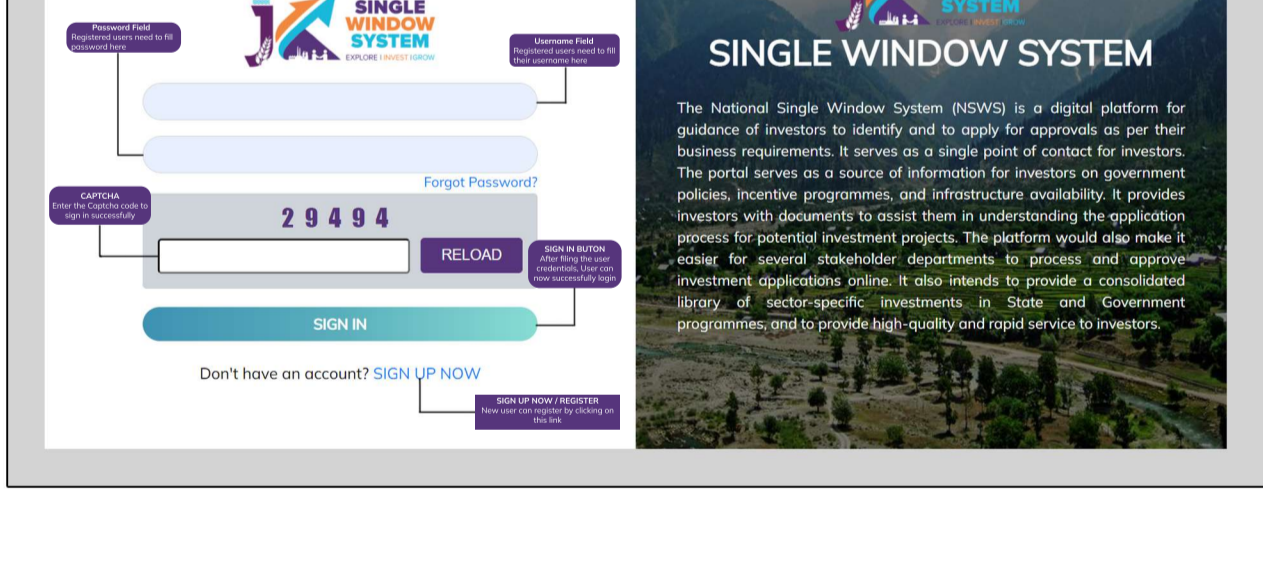 Password Field
Registered users need to fill
password here
SINGLE
WINDOW
SYSTEM
EXPLORE I INVEST I GROW
Username Field
Registered users need to fill
their username here
Forgot Password?
CAPTCHA
Enter the Captcha code to
sign in successfully
29494
RELOAD
SIGN IN BUTON
After filing the user
credentials, User can
now successfully login
SIGN IN
Don't have an account? SIGN UP NOW
SIGN UP NOW / REGISTER
New user can register by clicking on
this link
SYSTEM
EXPLORE I INVEST I GROW
SINGLE WINDOW SYSTEM
The National Single Window System (NSWS) is a digital platform for
guidance of investors to identify and to apply for approvals as per their
business requirements. It serves as a single point of contact for investors.
The portal serves as a source of information for investors on government
policies, incentive programmes, and infrastructure availability. It provides
investors with documents to assist them in understanding the application
process for potential investment projects. The platform would also make it
easier for several stakeholder departments to process and approve
investment applications online. It also intends to provide a consolidated
library of sector-specific investments in State and Government
programmes, and to provide high-quality and rapid service to investors.